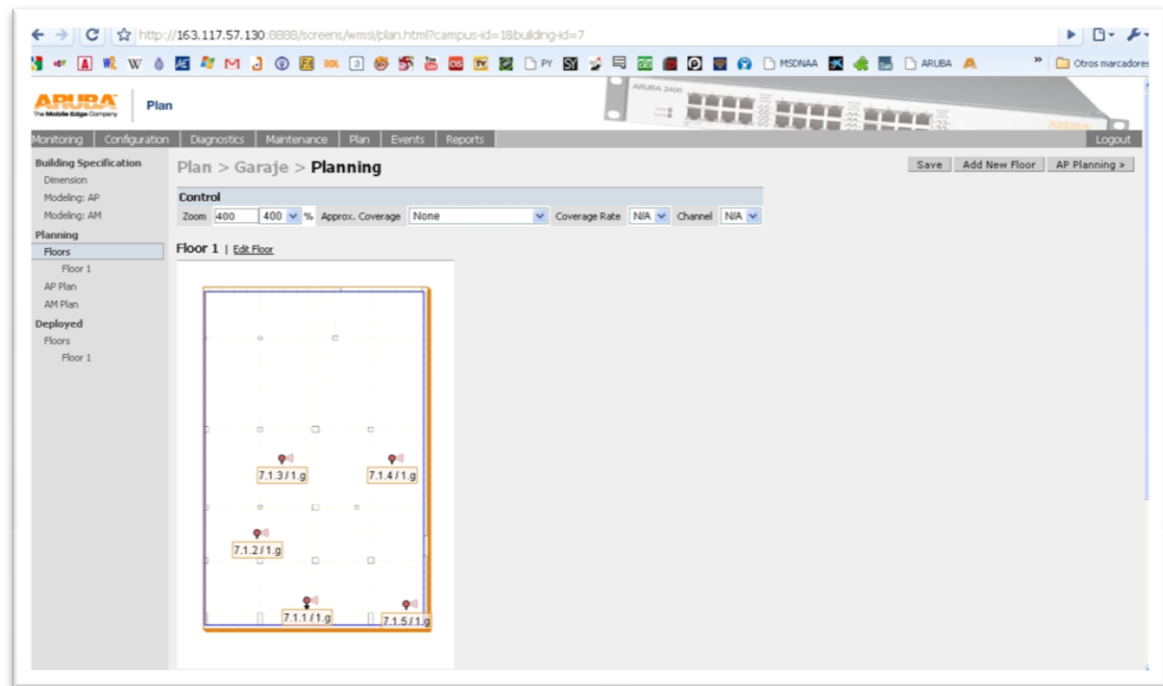 http://163.117.57.130:8888/screens/wmsi/plan.html?campus-id=1&building-id=7
W PY MSDNAA ARUBA » Otros marcadores
ARUBA Plan
The Mobile Edge Company
ARUBA 2400
Monitoring Configuration Diagnostics Maintenance Plan Events Reports Logout
Building Specification
Dimension
Modeling: AP
Modeling: AM
Planning
Floors
Floor 1
AP Plan
AM Plan
Deployed
Floors
Floor 1
Plan > Garaje > Planning
Save Add New Floor AP Planning »
Control
Zoom 400 400 % Approx. Coverage None Coverage Rate N/A Channel N/A
Floor 1 | Edit Floor
7.1.3 / 1.g 7.1.4 / 1.g
7.1.2 / 1.g
7.1.1 / 1.g 7.1.5 / 1.g